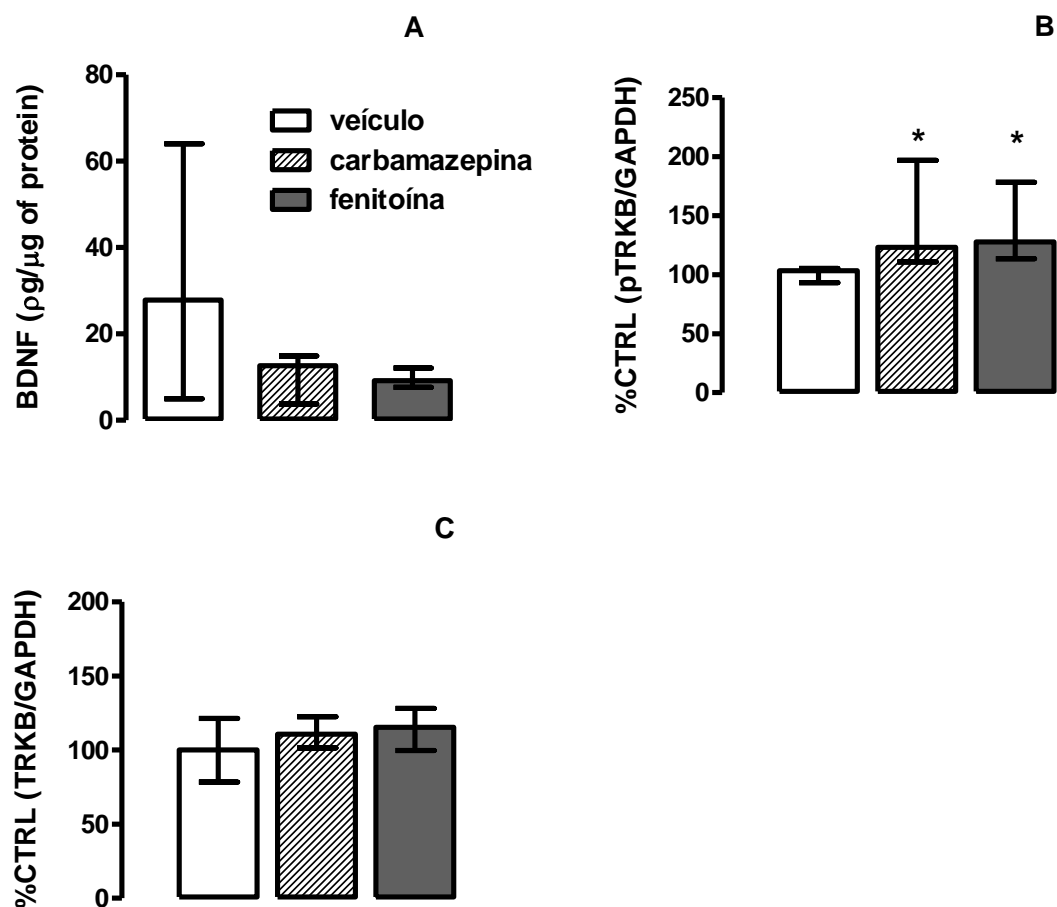 A
BDNF (ρg/μg of protein)
80
60
40
20
0
veículo
carbamazepina
fenitoína
B
%CTRL (pTRKB/GAPDH)
250
200
150
100
50
0
*
*
C
%CTRL (TRKB/GAPDH)
200
150
100
50
0